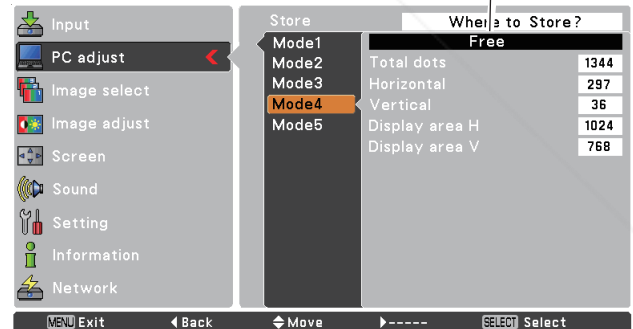 Input
PC adjust
Image select
Image adjust
Screen
Sound
Setting
Information
Network
Store
Mode1
Mode2
Mode3
Mode4
Mode5
Where to Store?
Free
Total dots 1344
Horizontal 297
Vertical 36
Display area H 1024
Display area V 768
MENU Exit Back Move ----- SELECT Select